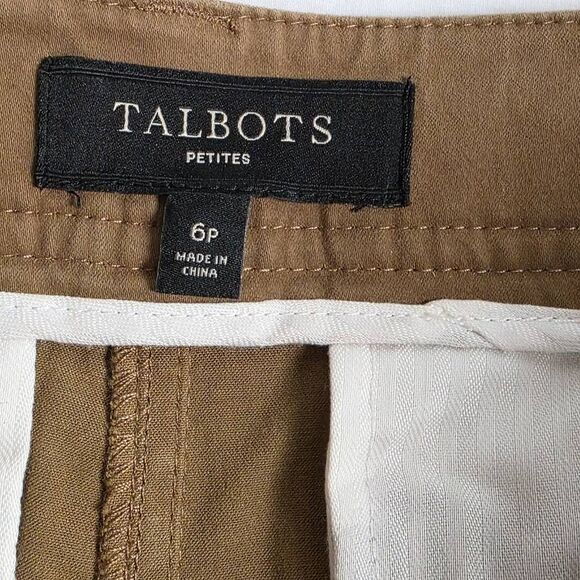 TALBOTS
PETITES
6P
MADE IN
CHINA